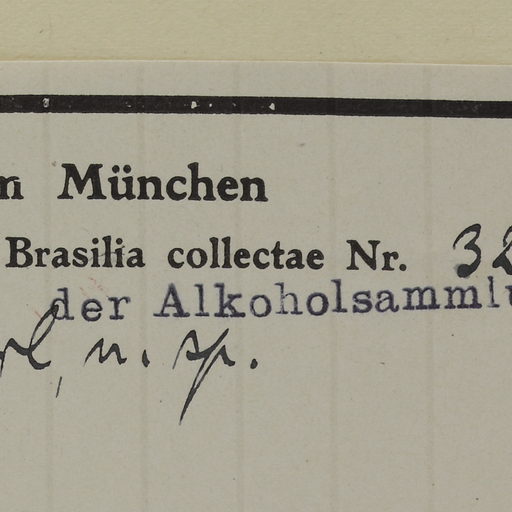 München
Brasilia collectae Nr. 32
der Alkoholsammlu
n. sp.